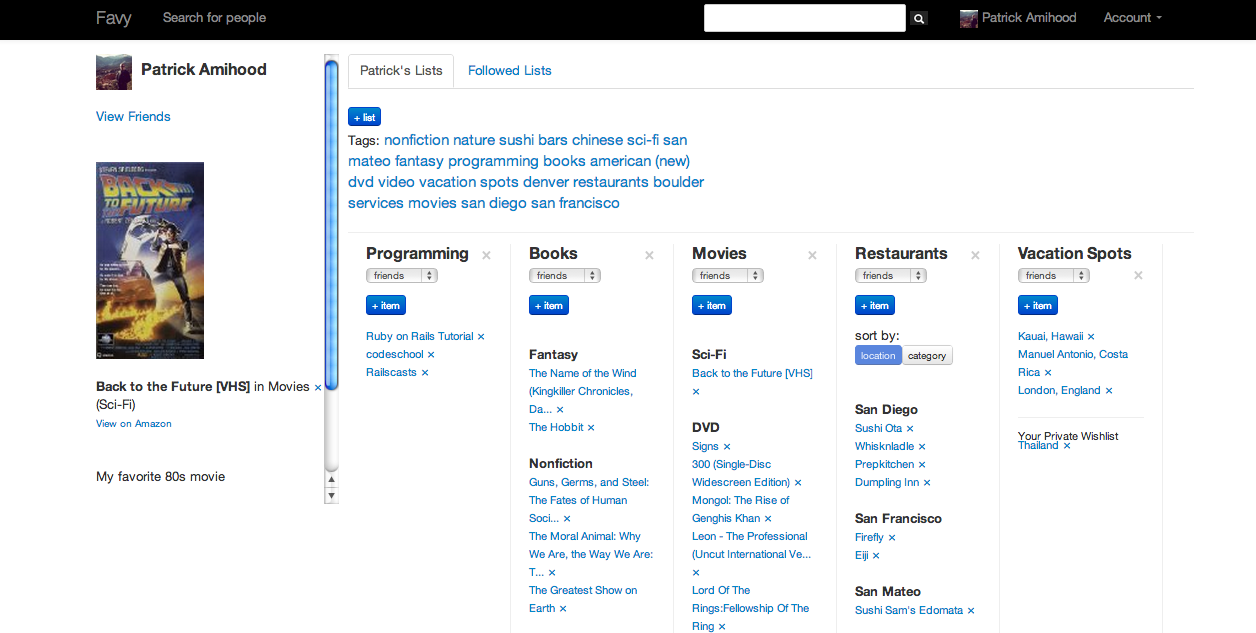 Favy
Search for people
Patrick Amihood
Account
Patrick Amihood
View Friends
BACK
TO THE
FUTURE
Back to the Future [VHS] in Movies ×
(Sci-Fi)
View on Amazon
My favorite 80s movie
Patrick's Lists
Followed Lists
+ list
Tags: nonfiction nature sushi bars chinese sci-fi san
mateo fantasy programming books american (new)
dvd video vacation spots denver restaurants boulder
services movies san diego san francisco
Programming ×
friends
+ item
Ruby on Rails Tutorial ×
codeschool ×
Railscasts ×
Books ×
friends
+ item
Fantasy
The Name of the Wind
(Kingkiller Chronicles,
Da... ×
The Hobbit ×
Nonfiction
Guns, Germs, and Steel:
The Fates of Human
Soci... ×
The Moral Animal: Why
We Are, the Way We Are:
T... ×
The Greatest Show on
Earth ×
Movies ×
friends
+ item
Sci-Fi
Back to the Future [VHS]
×
DVD
Signs ×
300 (Single-Disc
Widescreen Edition) ×
Mongol: The Rise of
Genghis Khan ×
Leon - The Professional
(Uncut International Ve...
×
Lord Of The
Rings:Fellowship Of The
Ring ×
Restaurants ×
friends
+ item
sort by:
location category
San Diego
Sushi Ota ×
Whisknladle ×
Prepkitchen ×
Dumpling Inn ×
San Francisco
Firefly ×
Eiji ×
San Mateo
Sushi Sam's Edomata ×
Vacation Spots
×
friends
+ item
Kauai, Hawaii ×
Manuel Antonio, Costa
Rica ×
London, England ×
Your Private Wishlist
Thailand ×